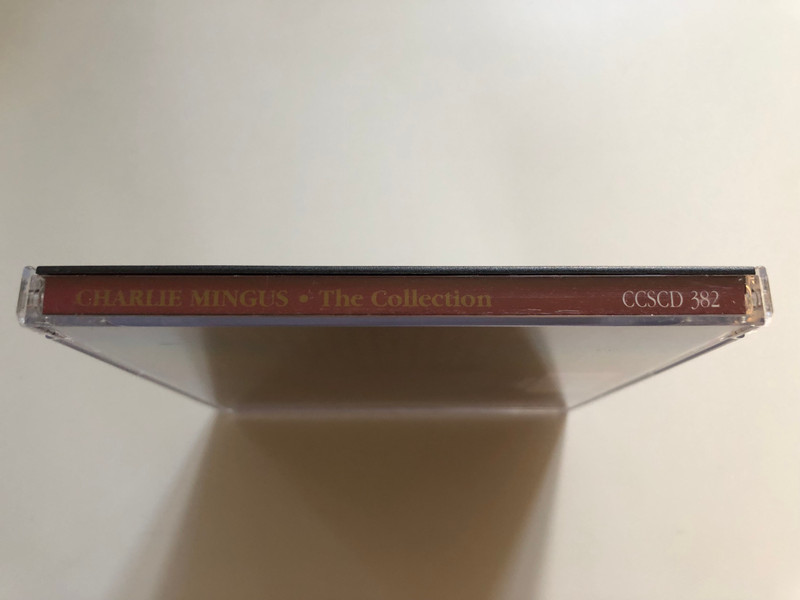 CHARLIE MINGUS • The Collection CCSCD 382